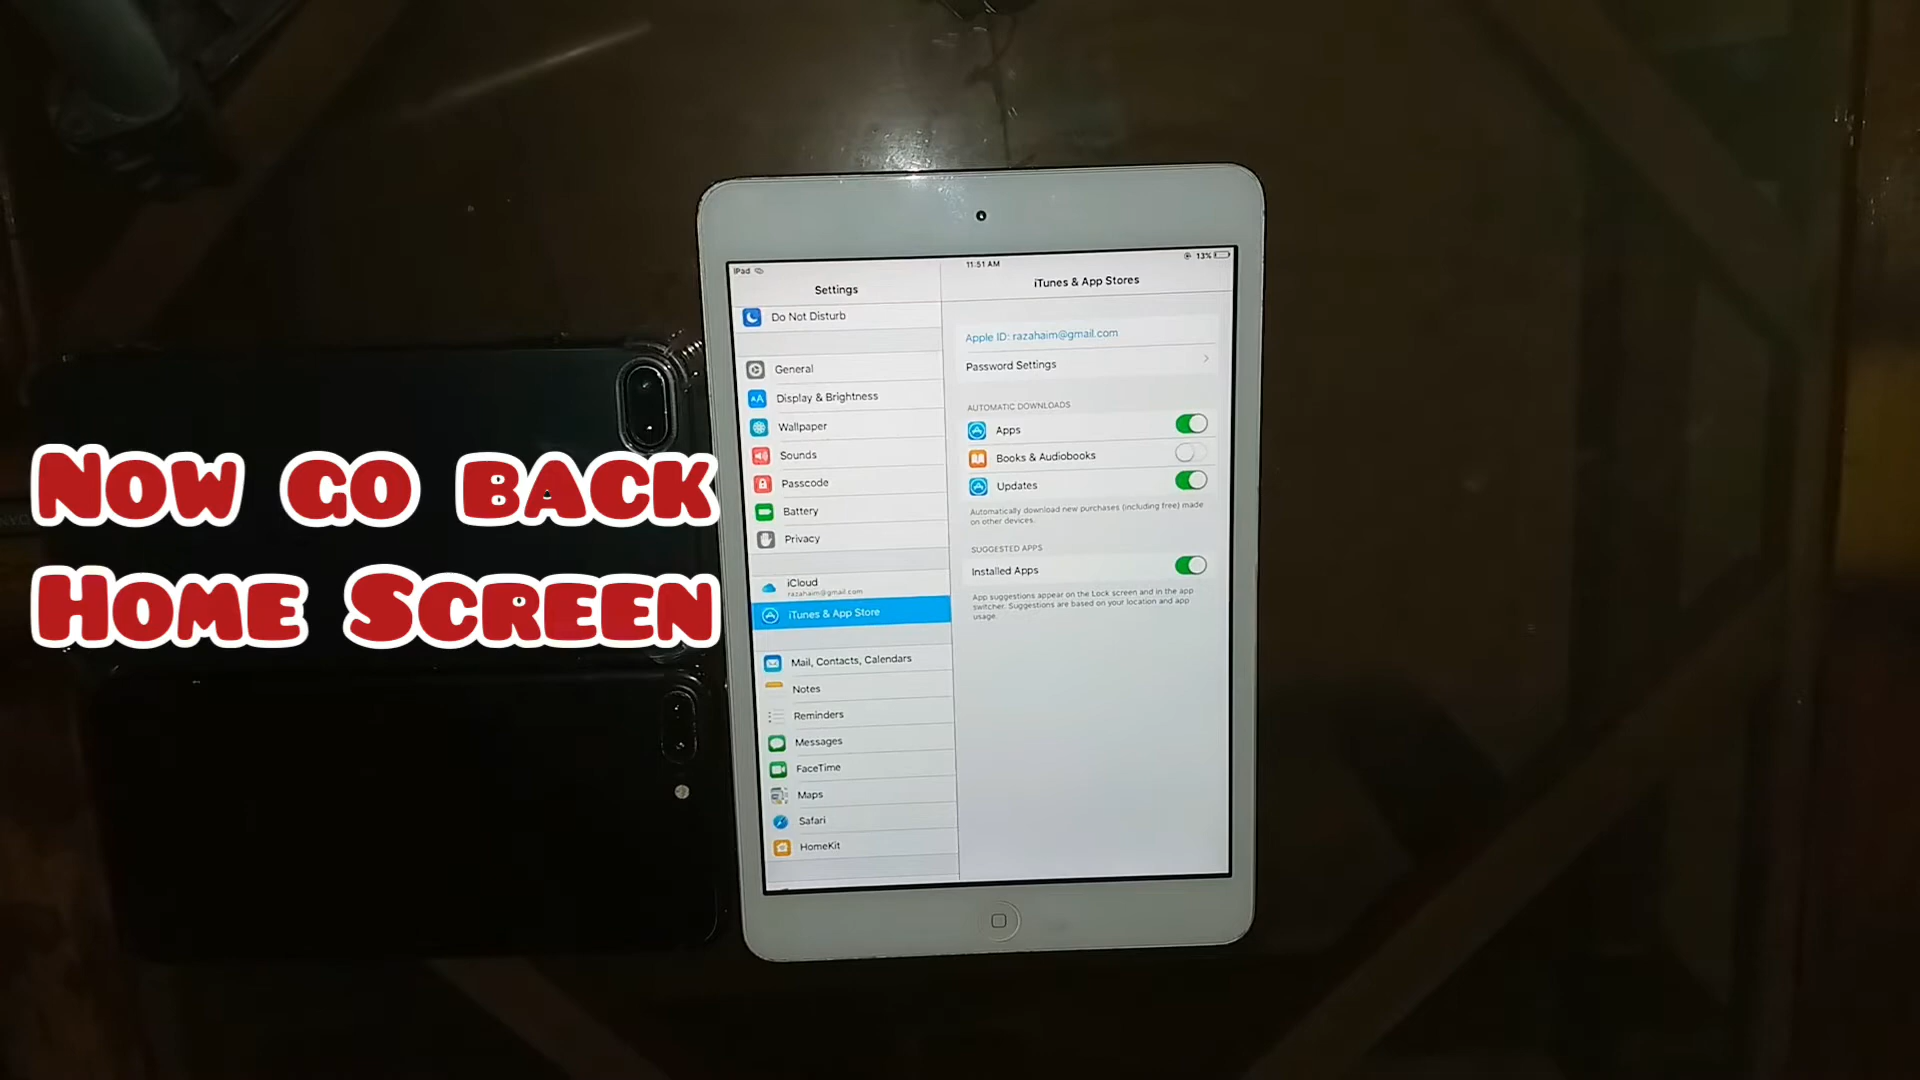 iPad
11:51 AM
13%
Settings
iTunes & App Stores
Do Not Disturb
General
Display & Brightness
Wallpaper
Sounds
Passcode
Battery
Privacy
iCloud
razahaim@gmail.com
iTunes & App Store
Mail, Contacts, Calendars
Notes
Reminders
Messages
FaceTime
Maps
Safari
HomeKit
Apple ID: razahaim@gmail.com
Password Settings
AUTOMATIC DOWNLOADS
Apps
Books & Audiobooks
Updates
Automatically download new purchases (including free) made
on other devices.
SUGGESTED APPS
Installed Apps
App suggestions appear on the Lock screen and in the app
switcher. Suggestions are based on your location and app
usage.
Now go back
Home Screen